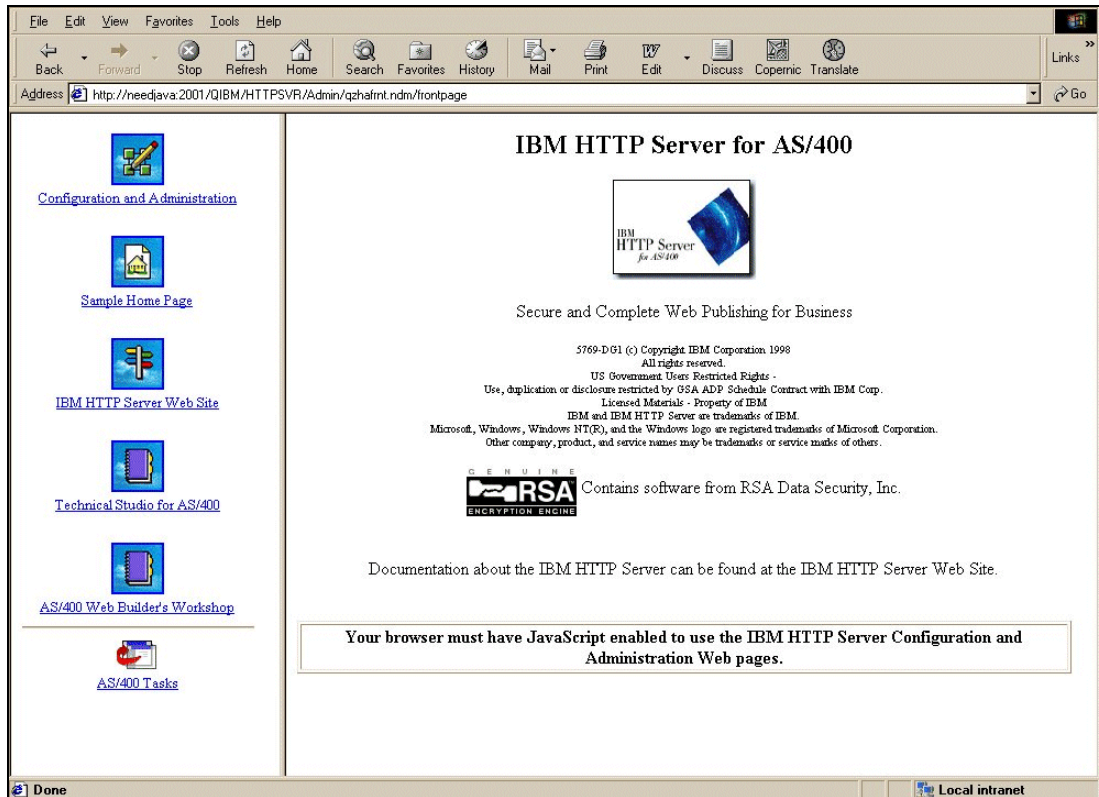 File Edit View Favorites Tools Help
Back Forward Stop Refresh Home Search Favorites History Mail Print Edit Discuss Copernic Translate Links »
Address http://needjava:2001/QIBM/HTTPSVR/Admin/qzhafrnt.ndm/frontpage Go
Configuration and Administration
Sample Home Page
IBM HTTP Server Web Site
Technical Studio for AS/400
AS/400 Web Builder's Workshop
AS/400 Tasks
IBM HTTP Server for AS/400
IBM
HTTP Server
for AS/400
Secure and Complete Web Publishing for Business
5769-DG1 (c) Copyright IBM Corporation 1998
All rights reserved.
US Government Users Restricted Rights -
Use, duplication or disclosure restricted by GSA ADP Schedule Contract with IBM Corp.
Licensed Materials - Property of IBM
IBM and IBM HTTP Server are trademarks of IBM.
Microsoft, Windows, Windows NT(R), and the Windows logo are registered trademarks of Microsoft Corporation.
Other company, product, and service names may be trademarks or service marks of others.
GENUINE
RSA
ENCRYPTION ENGINE
Contains software from RSA Data Security, Inc.
Documentation about the IBM HTTP Server can be found at the IBM HTTP Server Web Site.
Your browser must have JavaScript enabled to use the IBM HTTP Server Configuration and
Administration Web pages.
Done Local intranet